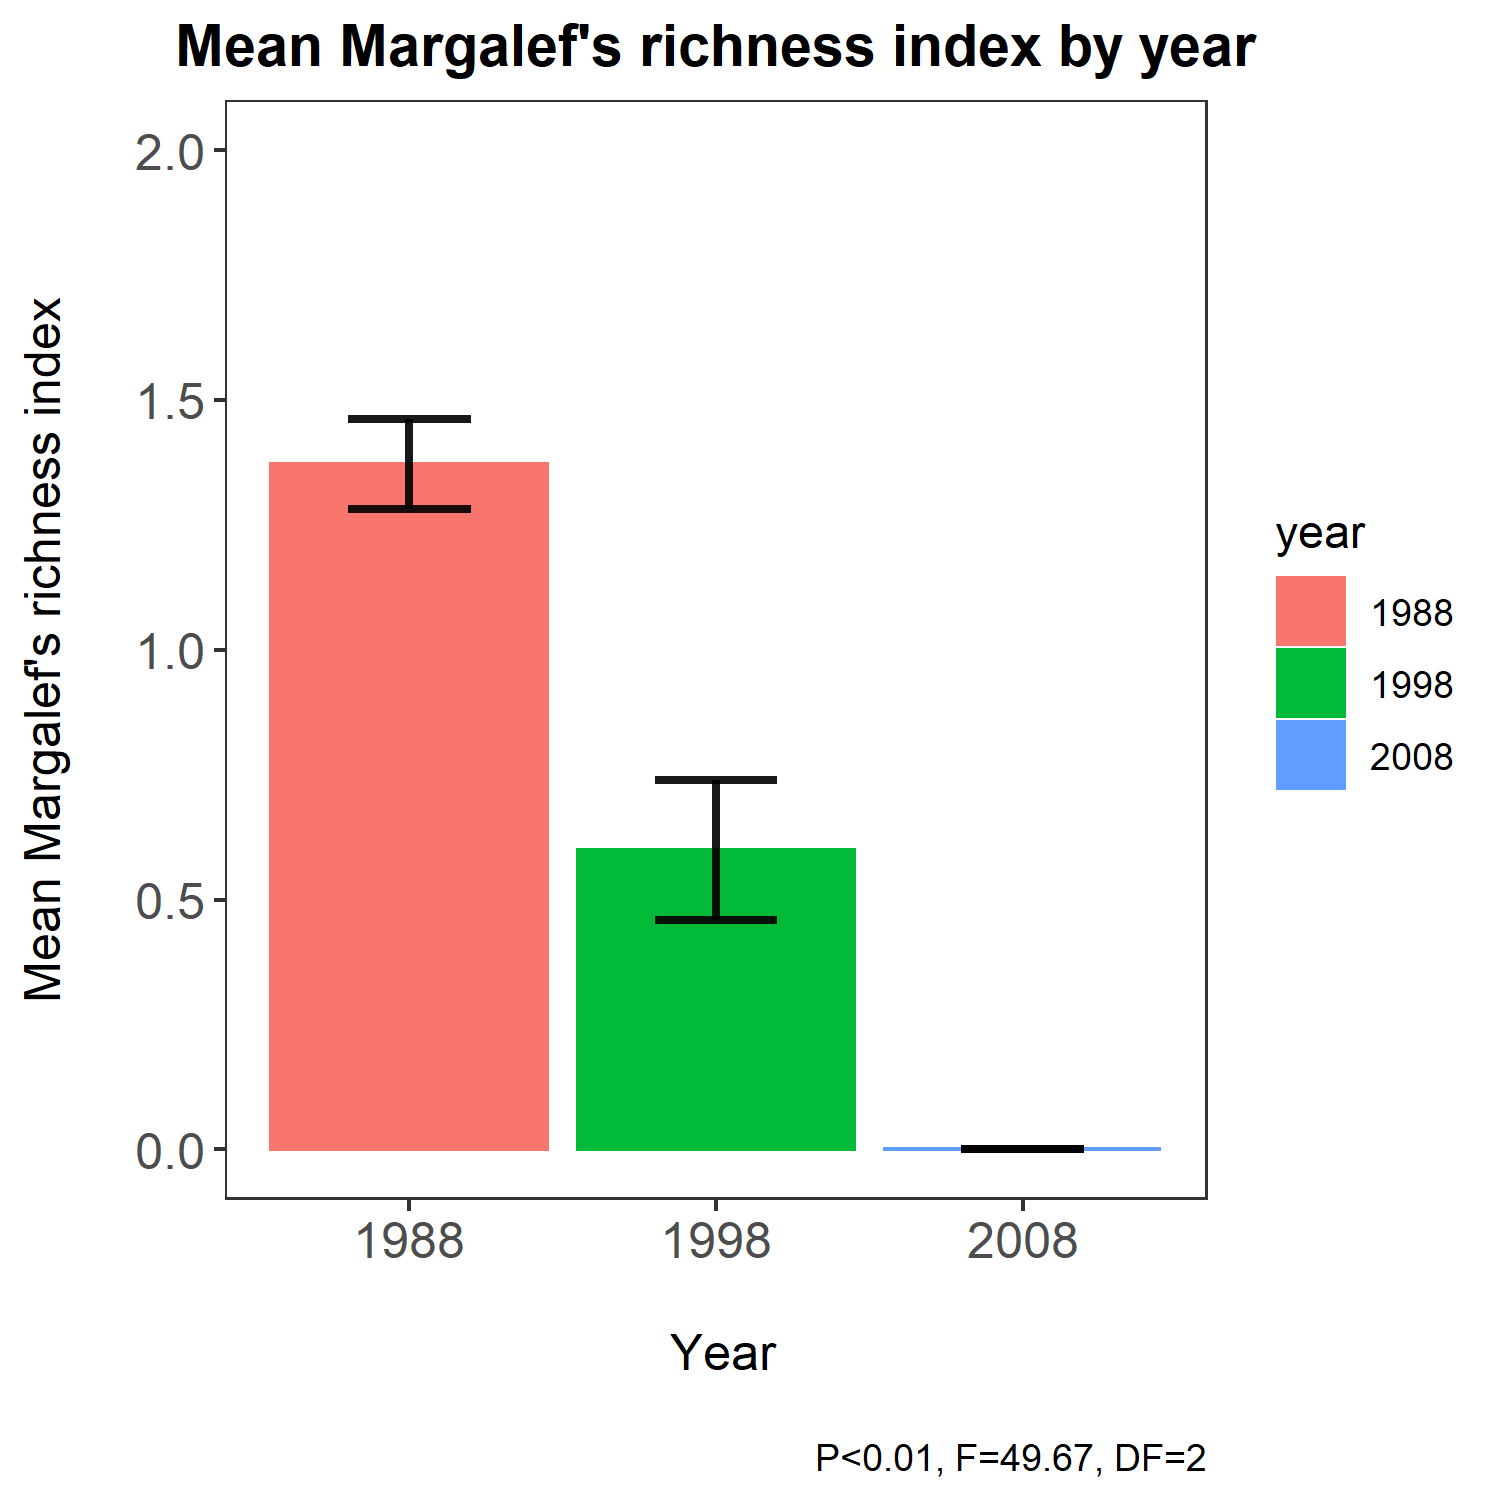 Mean Margalef's richness index by year
Mean Margalef's richness index
2.0
1.5
1.0
0.5
0.0
1988 1998 2008
Year
year
1988
1998
2008
P<0.01, F=49.67, DF=2